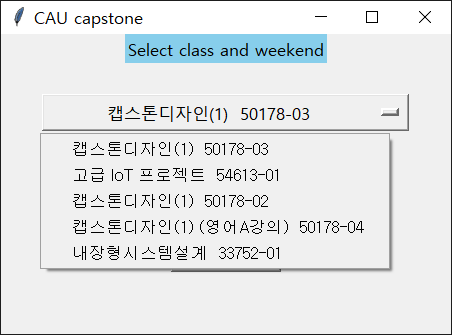 CAU capstone
Select class and weekend
캡스톤디자인(1) 50178-03
캡스톤디자인(1) 50178-03
고급 IoT 프로젝트 54613-01
캡스톤디자인(1) 50178-02
캡스톤디자인(1)(영어A강의) 50178-04
내장형시스템설계 33752-01